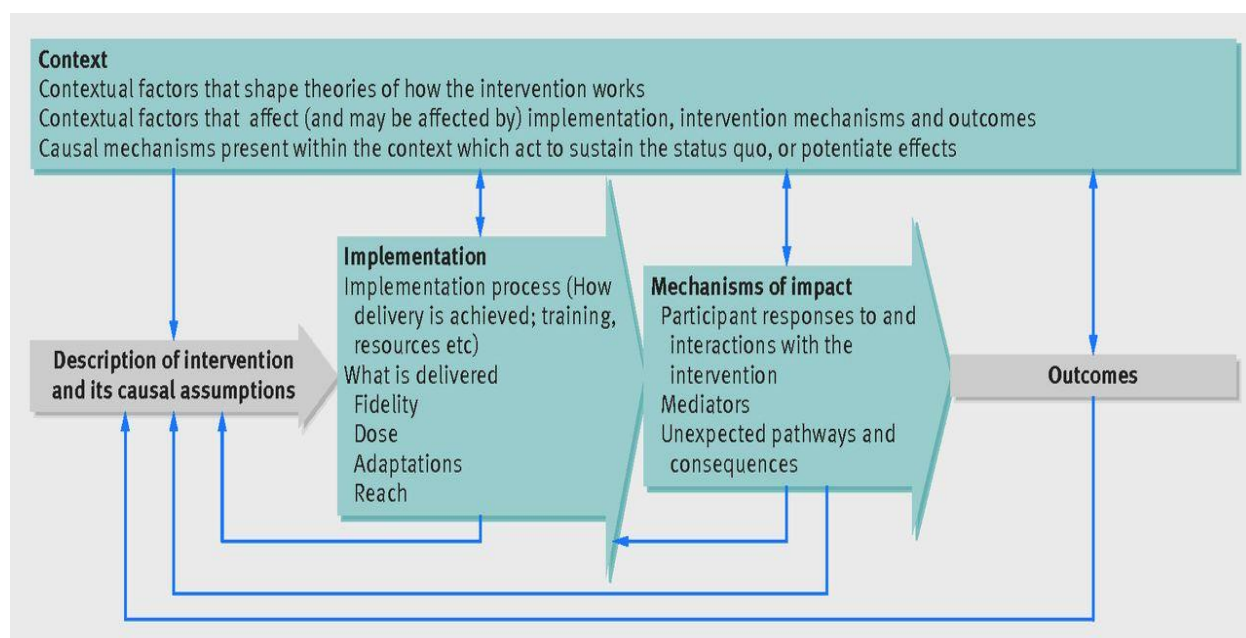 Context
Contextual factors that shape theories of how the intervention works
Contextual factors that affect (and may be affected by) implementation, intervention mechanisms and outcomes
Causal mechanisms present within the context which act to sustain the status quo, or potentiate effects
Description of intervention
and its causal assumptions
Implementation
Implementation process (How
delivery is achieved; training,
resources etc)
What is delivered
Fidelity
Dose
Adaptations
Reach
Mechanisms of impact
Participant responses to and
interactions with the
intervention
Mediators
Unexpected pathways and
consequences
Outcomes